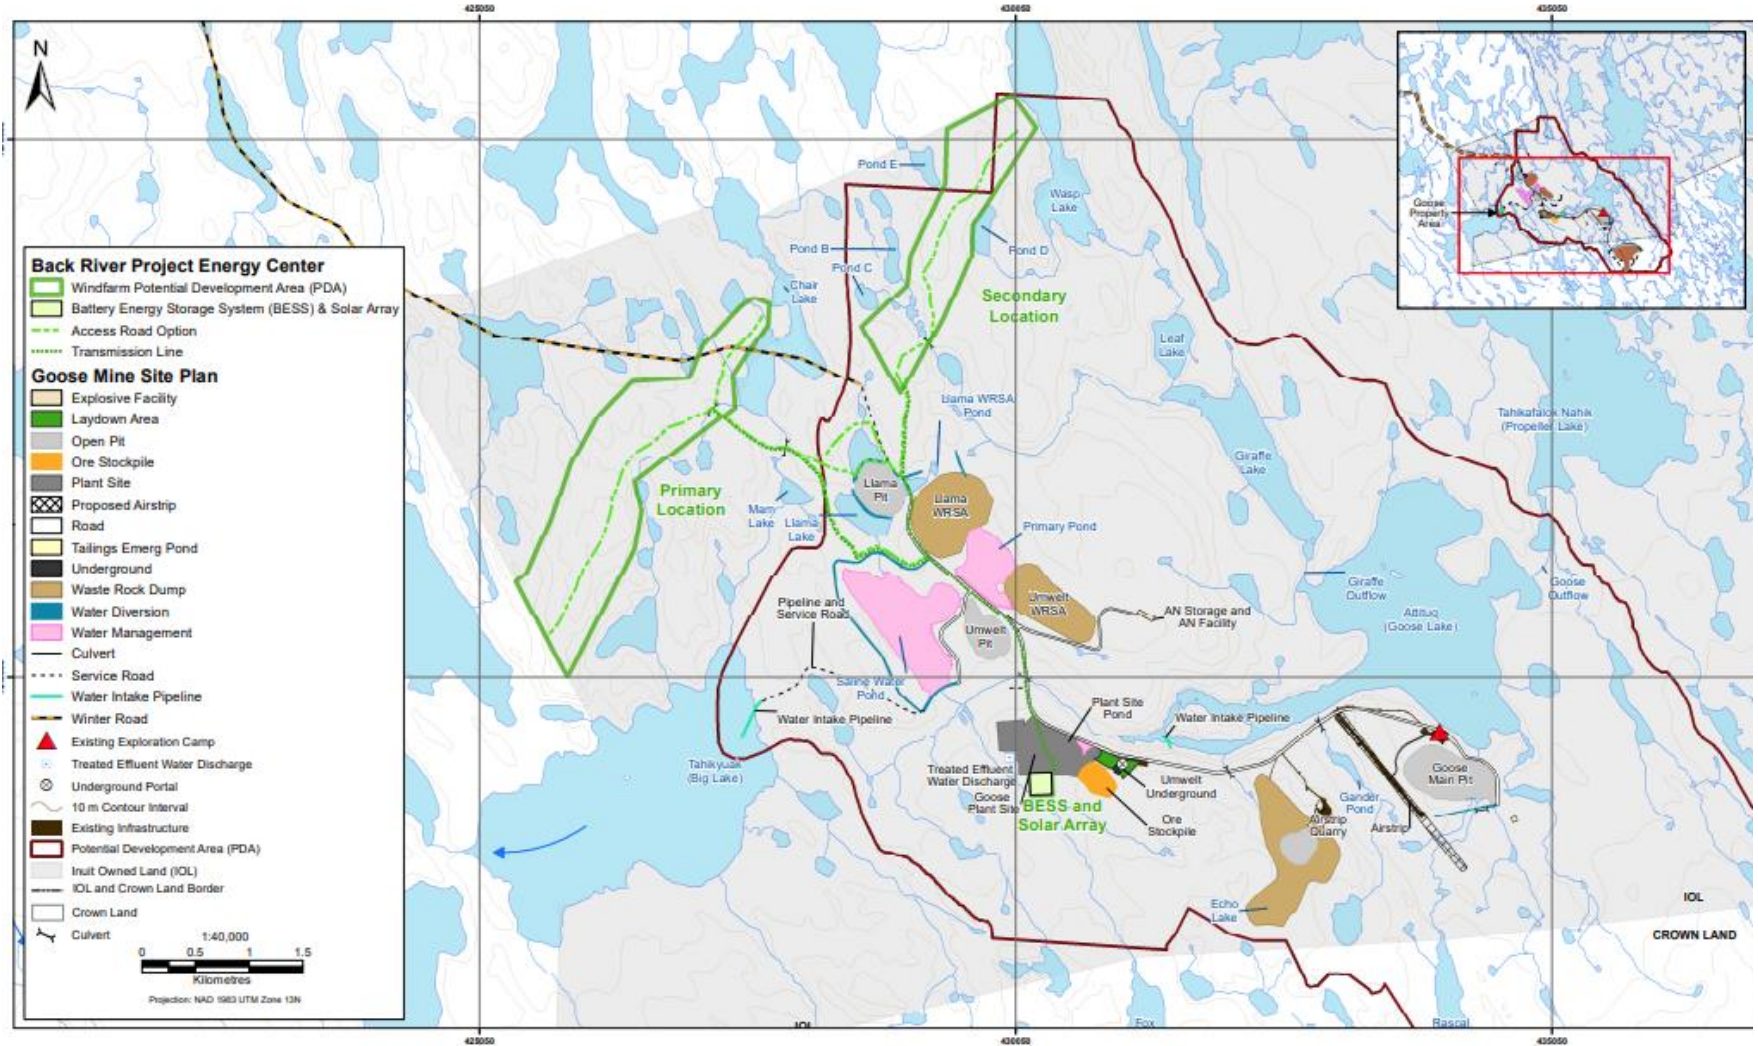 425050
430050
435050
N
Back River Project Energy Center
Windfarm Potential Development Area (PDA)
Battery Energy Storage System (BESS) & Solar Array
Access Road Option
Transmission Line
Goose Mine Site Plan
Explosive Facility
Laydown Area
Open Pit
Ore Stockpile
Plant Site
Proposed Airstrip
Road
Tailings Emerg Pond
Underground
Waste Rock Dump
Water Diversion
Water Management
Culvert
Service Road
Water Intake Pipeline
Winter Road
Existing Exploration Camp
Treated Effluent Water Discharge
Underground Portal
10 m Contour Interval
Existing Infrastructure
Potential Development Area (PDA)
Inuit Owned Land (IOL)
IOL and Crown Land Border
Crown Land
Culvert
1:40,000
0 0.5 1 1.5
Kilometres
Projection: NAD 1983 UTM Zone 13N
Goose
Property
Area
Pond E
Wasp
Lake
Pond B
Pond D
Pond C
Chair
Lake
Secondary
Location
Leaf
Lake
Llama WRSA
Pond
Tahikafalok Nahik
(Propeller Lake)
Giraffe
Lake
Primary
Location
Llama
Pit
Llama
WRSA
Mam
Lake
Llama
Lake
Primary Pond
Giraffe
Outflow
Goose
Outflow
Pipeline and
Service Road
Umwelt
WRSA
AN Storage and
AN Facility
Attituq
(Goose Lake)
Umwelt
Pit
Saline Water
Pond
Plant Site
Pond
Water Intake Pipeline
Water Intake Pipeline
Tahikyuak
(Big Lake)
Treated Effluent
Water Discharge
Goose
Plant Site
Umwelt
Underground
Goose
Main Pit
Gander
Pond
BESS and
Solar Array
Ore
Stockpile
Airstrip
Quarry
Airstrip
Echo
Lake
IOL
CROWN LAND
IOL
Fox
Rascal
425050
430050
435050